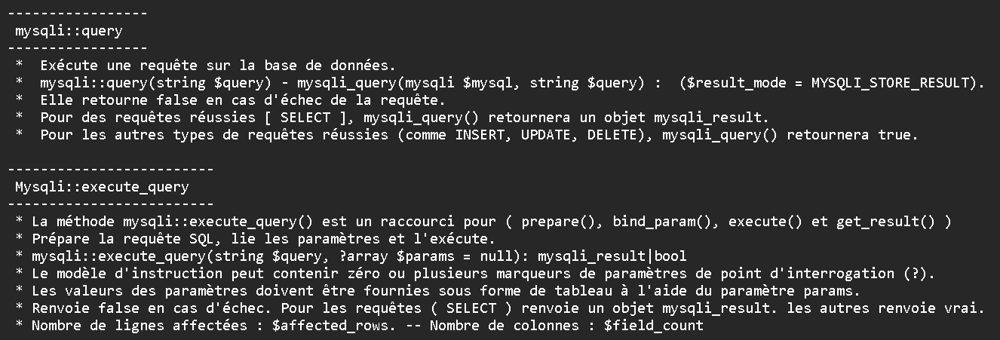 -----------------
mysqli::query
-----------------
*  Exécute une requête sur la base de données.
*  mysqli::query(string $query) - mysqli_query(mysqli $mysql, string $query) :  ($result_mode = MYSQLI_STORE_RESULT).
*  Elle retourne false en cas d'échec de la requête.
*  Pour des requêtes réussies [ SELECT ], mysqli_query() retournera un objet mysqli_result.
*  Pour les autres types de requêtes réussies (comme INSERT, UPDATE, DELETE), mysqli_query() retournera true.
-------------------------
Mysqli::execute_query
-------------------------
* La méthode mysqli::execute_query() est un raccourci pour ( prepare(), bind_param(), execute() et get_result() )
* Prépare la requête SQL, lie les paramètres et l'exécute.
* mysqli::execute_query(string $query, ?array $params = null): mysqli_result|bool
* Le modèle d'instruction peut contenir zéro ou plusieurs marqueurs de paramètres de point d'interrogation (?).
* Les valeurs des paramètres doivent être fournies sous forme de tableau à l'aide du paramètre params.
* Renvoie false en cas d'échec. Pour les requêtes ( SELECT ) renvoie un objet mysqli_result. les autres renvoie vrai.
* Nombre de lignes affectées : $affected_rows. -- Nombre de colonnes : $field_count